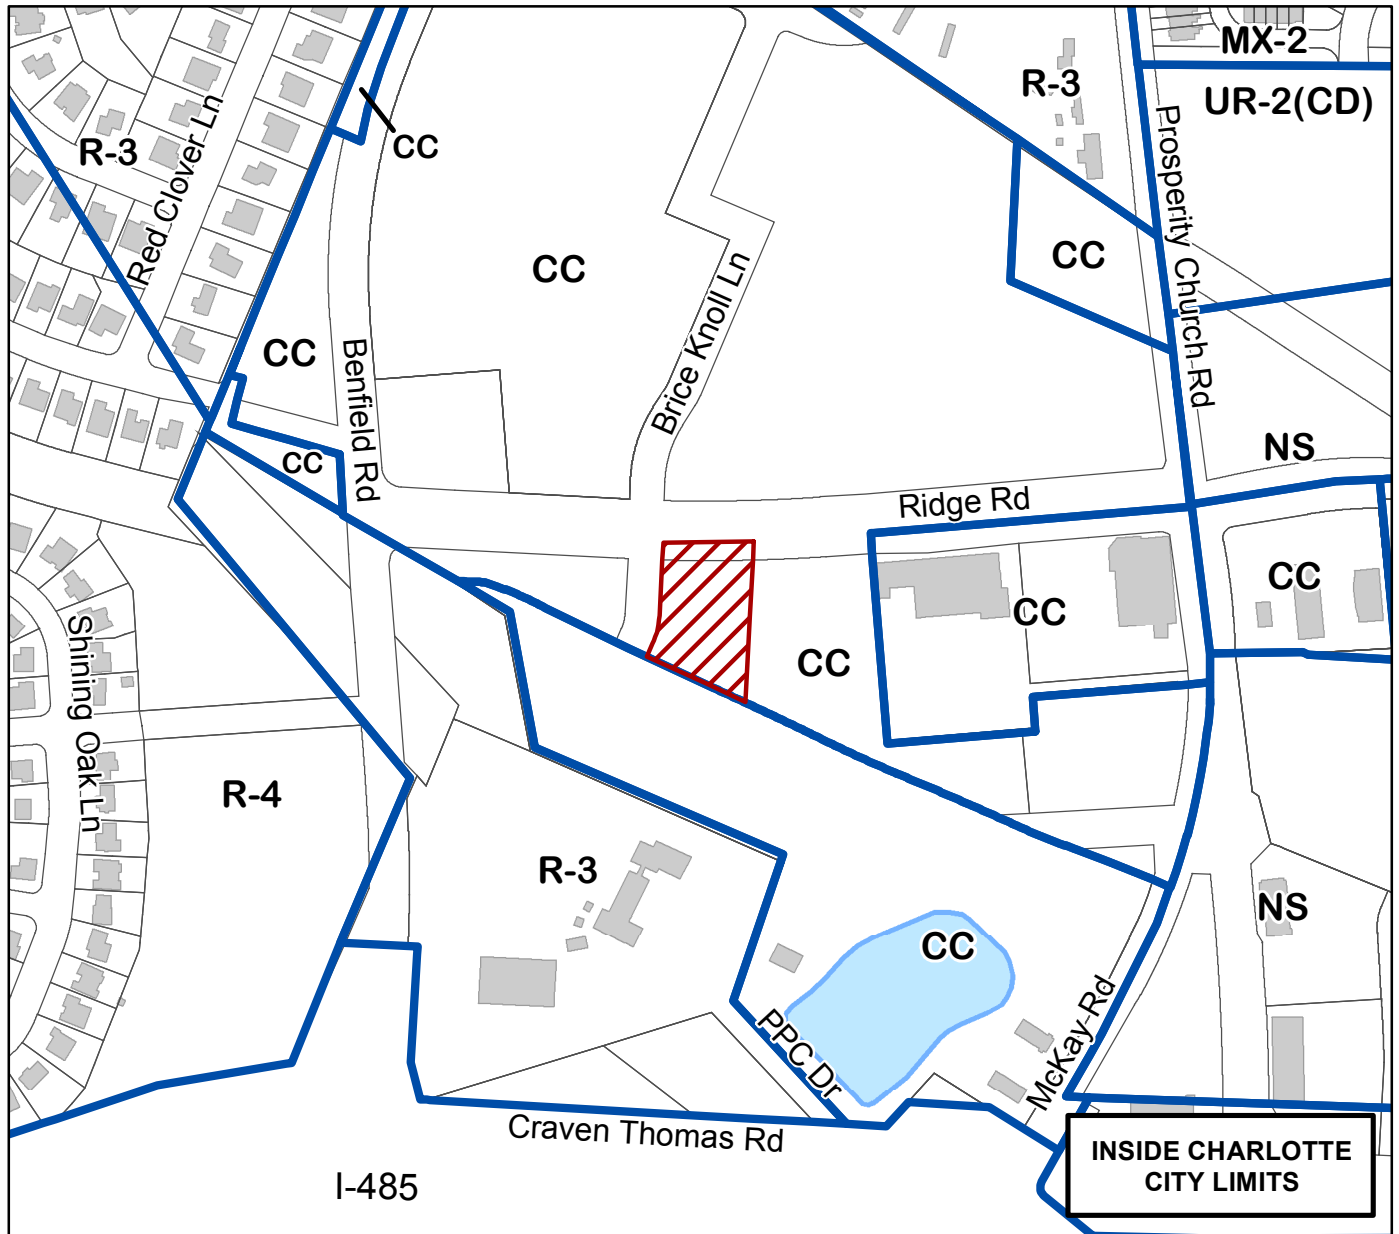 MX-2
R-3
UR-2(CD)
R-3
CC
Red Clover Ln
Prosperity Church Rd
CC
CC
Brice Knoll Ln
CC
Benfield Rd
CC
NS
Ridge Rd
CC
CC
CC
Shining Oak Ln
R-4
R-3
NS
CC
PPC Dr
McKay Rd
Craven Thomas Rd
INSIDE CHARLOTTE
CITY LIMITS
I-485